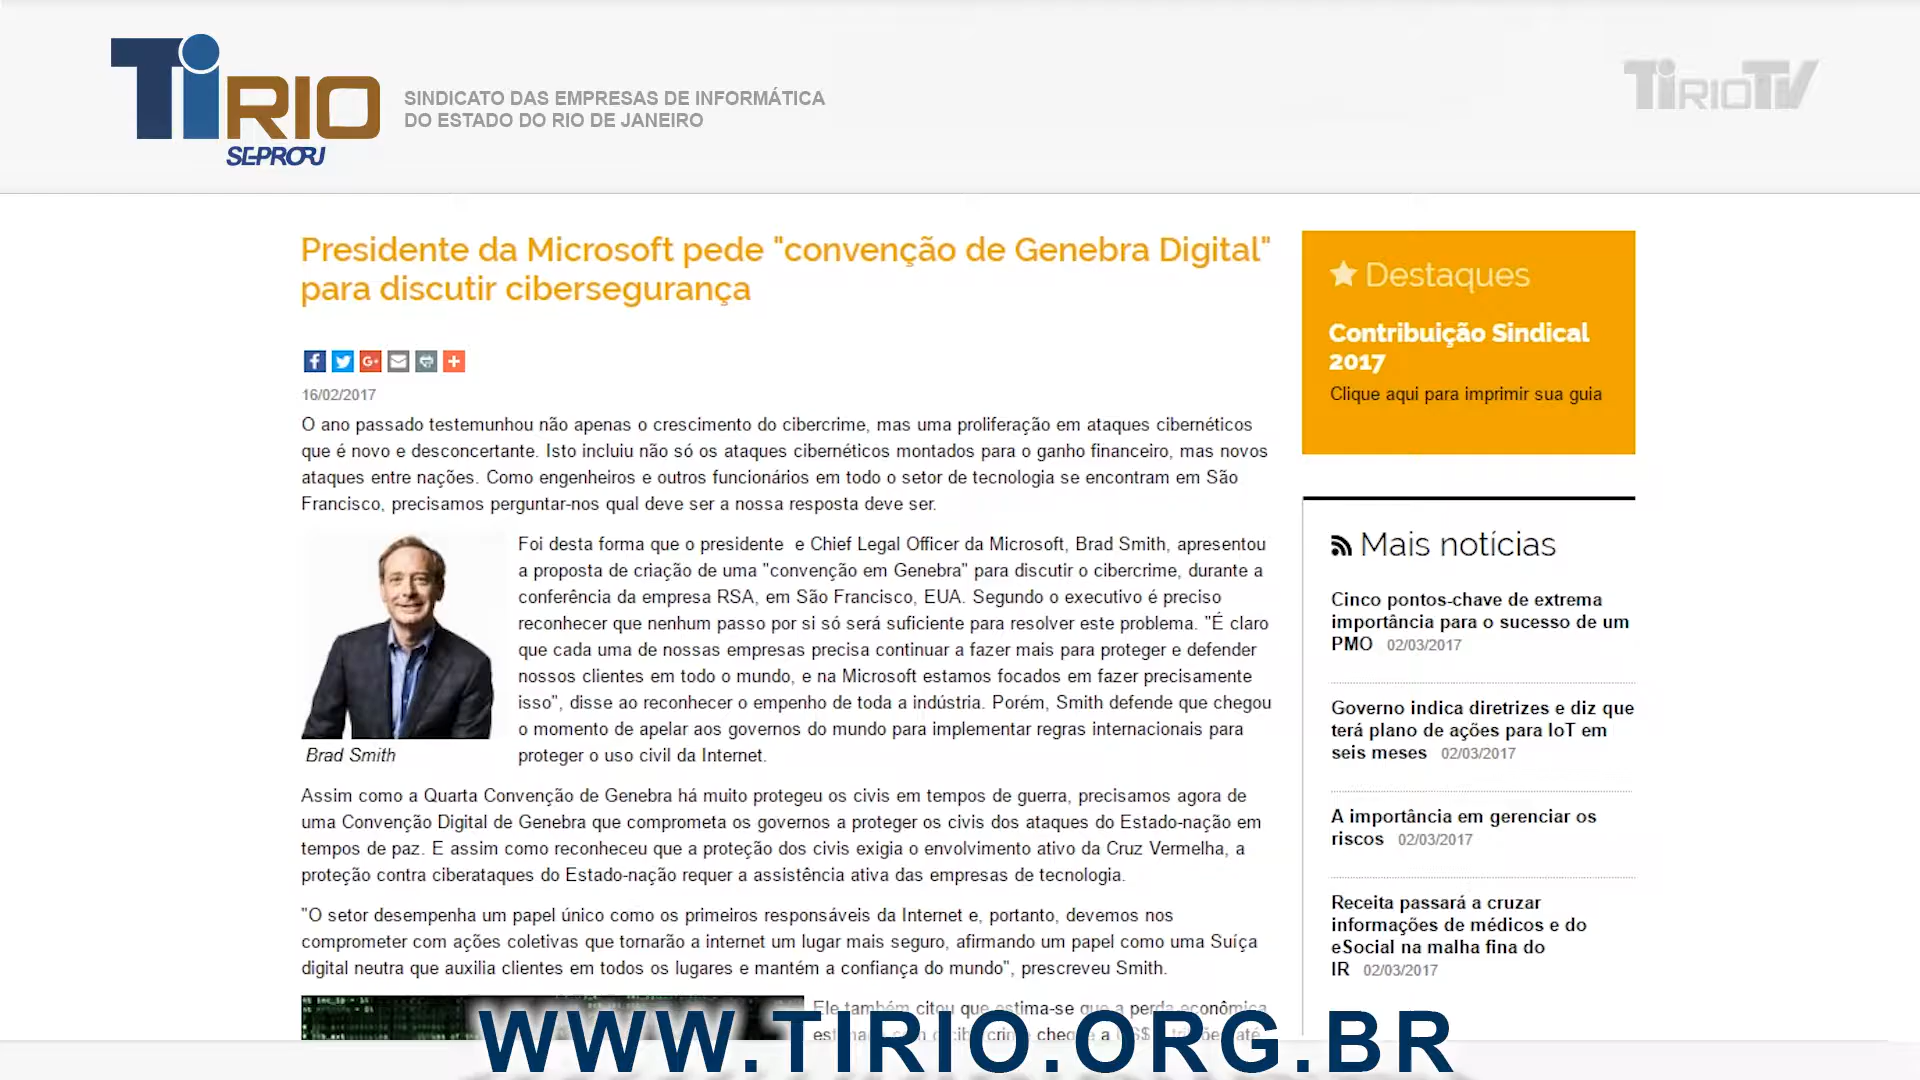 TiRIO
SEPRORJ
SINDICATO DAS EMPRESAS DE INFORMÁTICA
DO ESTADO DO RIO DE JANEIRO
TiRIOTV
Presidente da Microsoft pede "convenção de Genebra Digital"
para discutir cibersegurança
16/02/2017
O ano passado testemunhou não apenas o crescimento do cibercrime, mas uma proliferação em ataques cibernéticos
que é novo e desconcertante. Isto incluiu não só os ataques cibernéticos montados para o ganho financeiro, mas novos
ataques entre nações. Como engenheiros e outros funcionários em todo o setor de tecnologia se encontram em São
Francisco, precisamos perguntar-nos qual deve ser a nossa resposta deve ser.
Foi desta forma que o presidente e Chief Legal Officer da Microsoft, Brad Smith, apresentou
a proposta de criação de uma "convenção em Genebra" para discutir o cibercrime, durante a
conferência da empresa RSA, em São Francisco, EUA. Segundo o executivo é preciso
reconhecer que nenhum passo por si só será suficiente para resolver este problema. "É claro
que cada uma de nossas empresas precisa continuar a fazer mais para proteger e defender
nossos clientes em todo o mundo, e na Microsoft estamos focados em fazer precisamente
isso", disse ao reconhecer o empenho de toda a indústria. Porém, Smith defende que chegou
o momento de apelar aos governos do mundo para implementar regras internacionais para
proteger o uso civil da Internet.
Brad Smith
Assim como a Quarta Convenção de Genebra há muito protegeu os civis em tempos de guerra, precisamos agora de
uma Convenção Digital de Genebra que comprometa os governos a proteger os civis dos ataques do Estado-nação em
tempos de paz. E assim como reconheceu que a proteção dos civis exigia o envolvimento ativo da Cruz Vermelha, a
proteção contra ciberataques do Estado-nação requer a assistência ativa das empresas de tecnologia.
"O setor desempenha um papel único como os primeiros responsáveis da Internet e, portanto, devemos nos
comprometer com ações coletivas que tornarão a internet um lugar mais seguro, afirmando um papel como uma Suíça
digital neutra que auxilia clientes em todos os lugares e mantém a confiança do mundo", prescreveu Smith.
Ele também citou que estima-se que a perda econômica
Destaques
Contribuição Sindical
2017
Clique aqui para imprimir sua guia
Mais notícias
Cinco pontos-chave de extrema
importância para o sucesso de um
PMO 02/03/2017
Governo indica diretrizes e diz que
terá plano de ações para IoT em
seis meses 02/03/2017
A importância em gerenciar os
riscos 02/03/2017
Receita passará a cruzar
informações de médicos e do
eSocial na malha fina do
IR 02/03/2017
WWW.TIRIO.ORG.BR